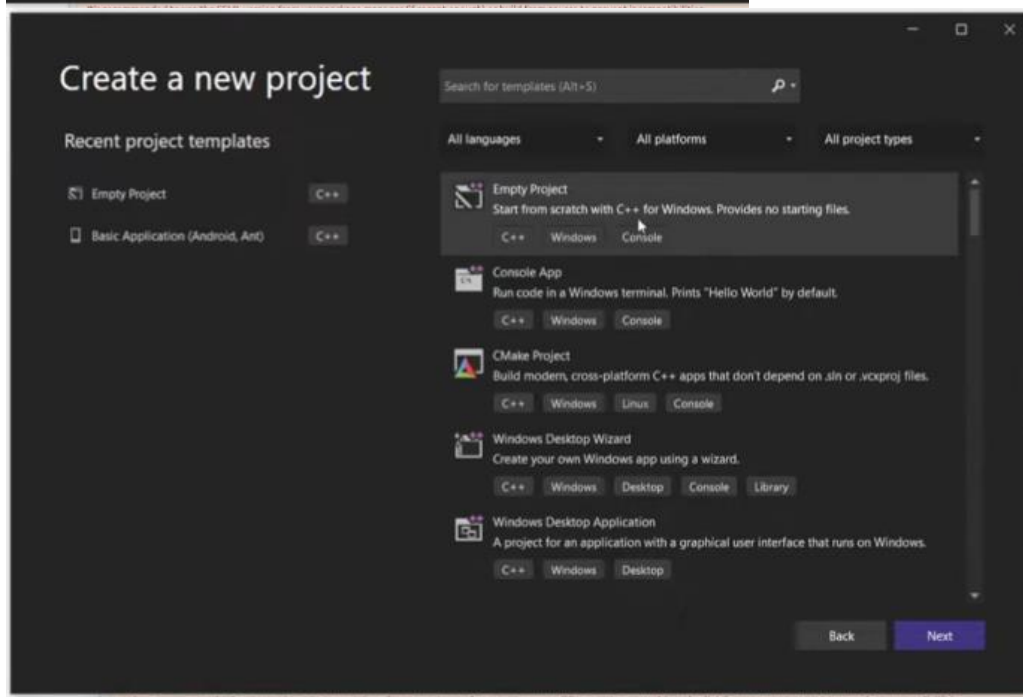 Create a new project
Search for templates (Alt+S)
Recent project templates
All languages
All platforms
All project types
Empty Project
C++
Basic Application (Android, Ant)
C++
Empty Project
Start from scratch with C++ for Windows. Provides no starting files.
C++ Windows Console
Console App
Run code in a Windows terminal. Prints "Hello World" by default.
C++ Windows Console
CMake Project
Build modern, cross-platform C++ apps that don't depend on .sln or .vcxproj files.
C++ Windows Linux Console
Windows Desktop Wizard
Create your own Windows app using a wizard.
C++ Windows Desktop Console Library
Windows Desktop Application
A project for an application with a graphical user interface that runs on Windows.
C++ Windows Desktop
Back
Next